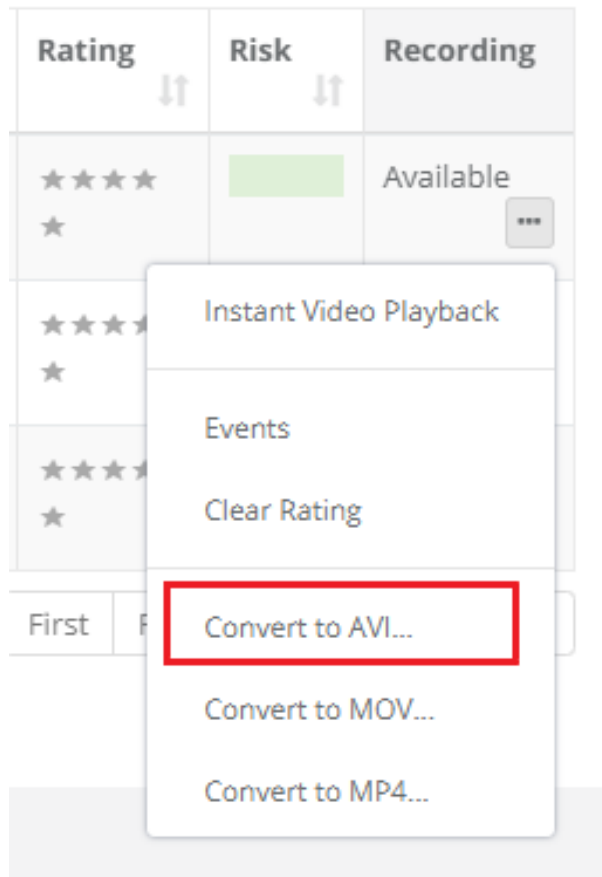 Rating Risk Recording
Available
Instant Video Playback
Events
Clear Rating
First
Convert to AVI...
Convert to MOV...
Convert to MP4...